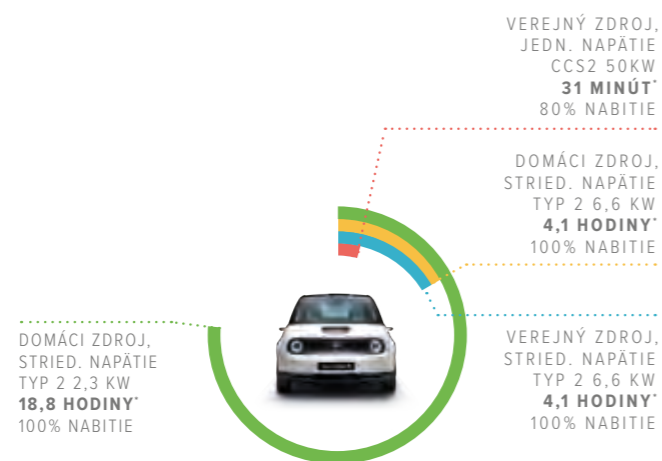 VEREJNÝ ZDROJ,
JEDN. NAPÄTIE
CCS2 50KW
31 MINÚT*
80% NABITIE
DOMÁCI ZDROJ,
STRIED. NAPÄTIE
TYP 2 6,6 KW
4,1 HODINY*
100% NABITIE
DOMÁCI ZDROJ,
STRIED. NAPÄTIE
TYP 2 2,3 KW
18,8 HODINY*
100% NABITIE
VEREJNÝ ZDROJ,
STRIED. NAPÄTIE
TYP 2 6,6 KW
4,1 HODINY*
100% NABITIE